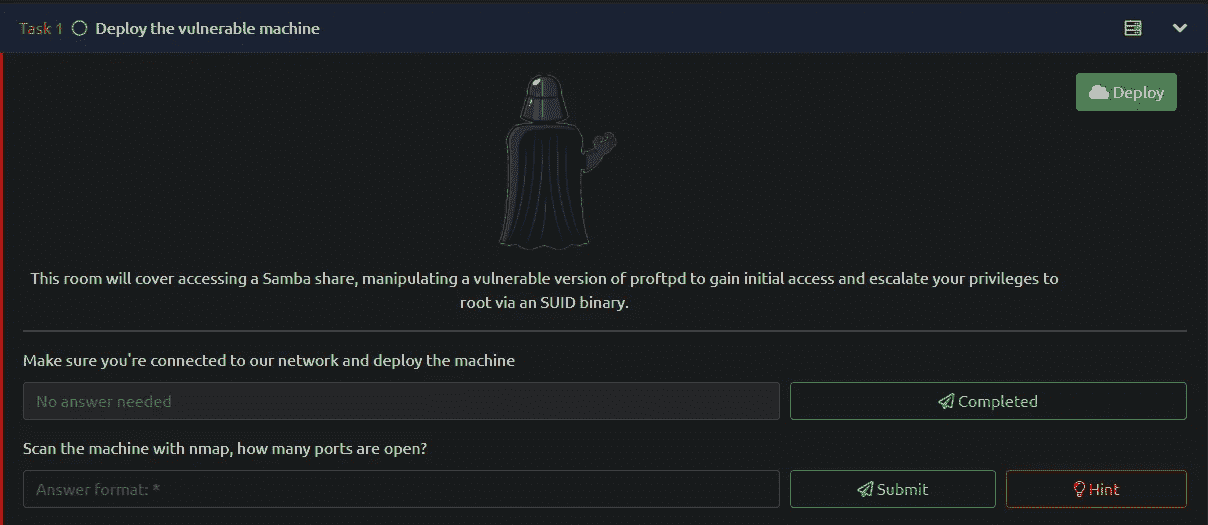 Task 1 Deploy the vulnerable machine
Deploy
This room will cover accessing a Samba share, manipulating a vulnerable version of proftpd to gain initial access and escalate your privileges to
root via an SUID binary.
Make sure you're connected to our network and deploy the machine
No answer needed
Completed
Scan the machine with nmap, how many ports are open?
Answer format: *
Submit
Hint